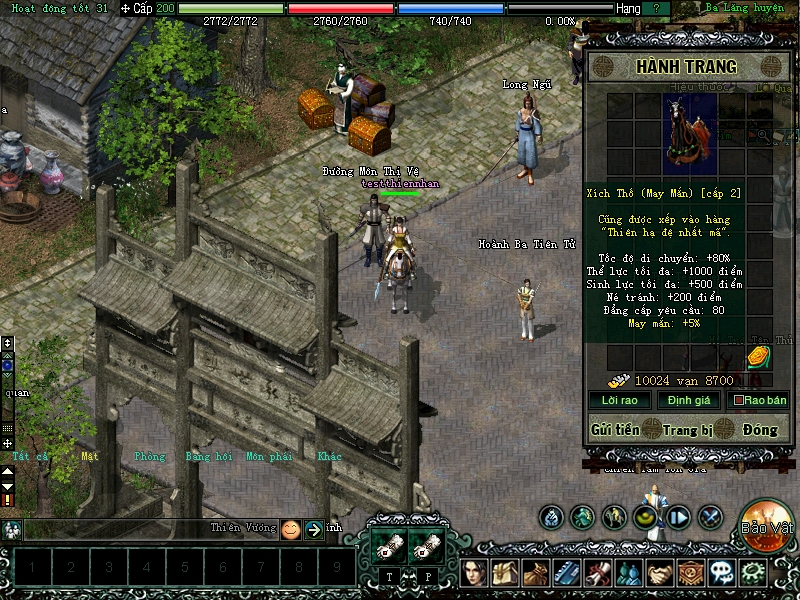 Hoạt động tốt 31
Cấp 200
2772/2772
2760/2760
740/740
0. 00%
Hạng ?
Ba Lăng huyện
HÀNH TRANG
Hiệu thuốc
Long Ngũ
Đường Môn Thị Vệ
testthiennhan
Hoành Ba Tiên Tử
Xích Thố (May Mắn) [cấp 2]
Cũng được xếp vào hàng
"Thiên hạ đệ nhất mã".
Tốc độ di chuyển: +80%
Thể lực tối đa: +1000 điểm
Sinh lực tối đa: +500 điểm
Né tránh: +200 điểm
Đẳng cấp yêu cầu: 80
May mắn: +5%
10024 vạn 8700
Lời rao
Định giá
Rao bán
Gửi tiền
Trang bị
Đóng
quan
Tất cả
Mật
Phòng
Bang hội
Môn phái
Khác
Thiên Vương
Bảo Vật
1 2 3 4 5 6 7 8 9
T P